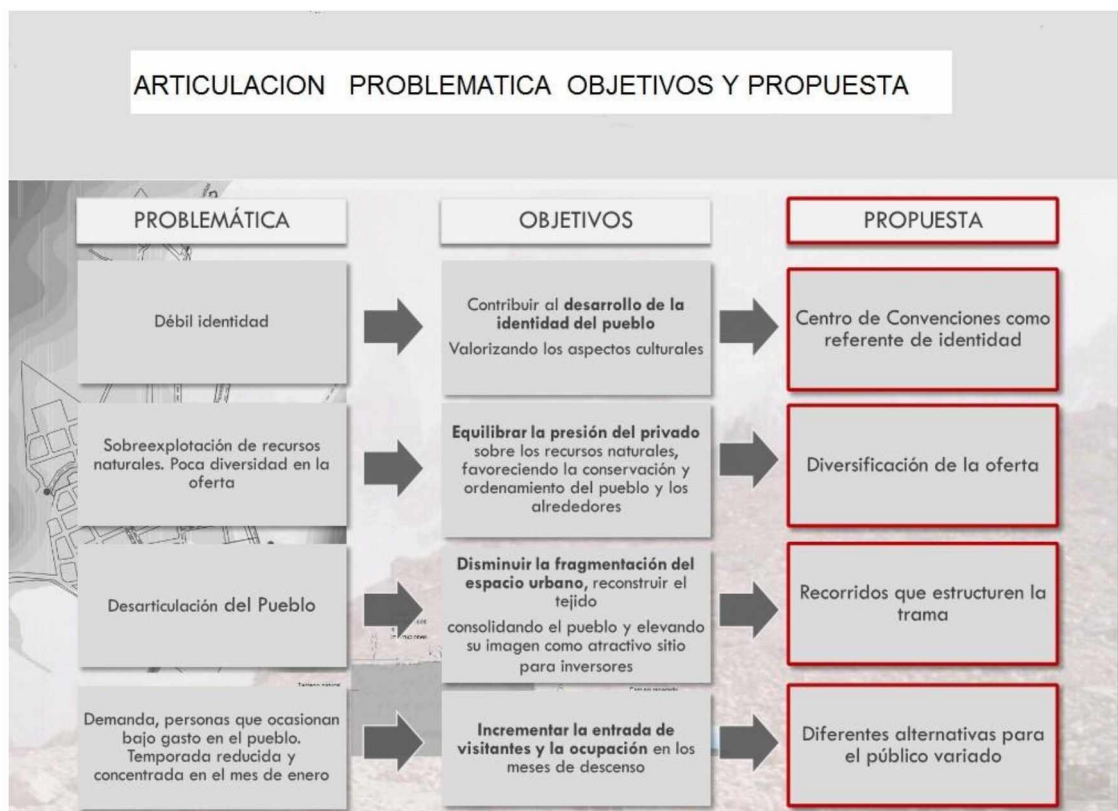 ARTICULACION PROBLEMATICA OBJETIVOS Y PROPUESTA
PROBLEMÁTICA
OBJETIVOS
PROPUESTA
Débil identidad
Contribuir al desarrollo de la
identidad del pueblo
Valorizando los aspectos culturales
Centro de Convenciones como
referente de identidad
Sobreexplotación de recursos
naturales. Poca diversidad en la
oferta
Equilibrar la presión del privado
sobre los recursos naturales,
favoreciendo la conservación y
ordenamiento del pueblo y los
alrededores
Diversificación de la oferta
Desarticulación del Pueblo
Disminuir la fragmentación del
espacio urbano, reconstruir el
tejido
consolidando el pueblo y elevando
su imagen como atractivo sitio
para inversores
Recorridos que estructuren la
trama
Demanda, personas que ocasionan
bajo gasto en el pueblo.
Temporada reducida y
concentrada en el mes de enero
Incrementar la entrada de
visitantes y la ocupación en los
meses de descenso
Diferentes alternativas para
el público variado